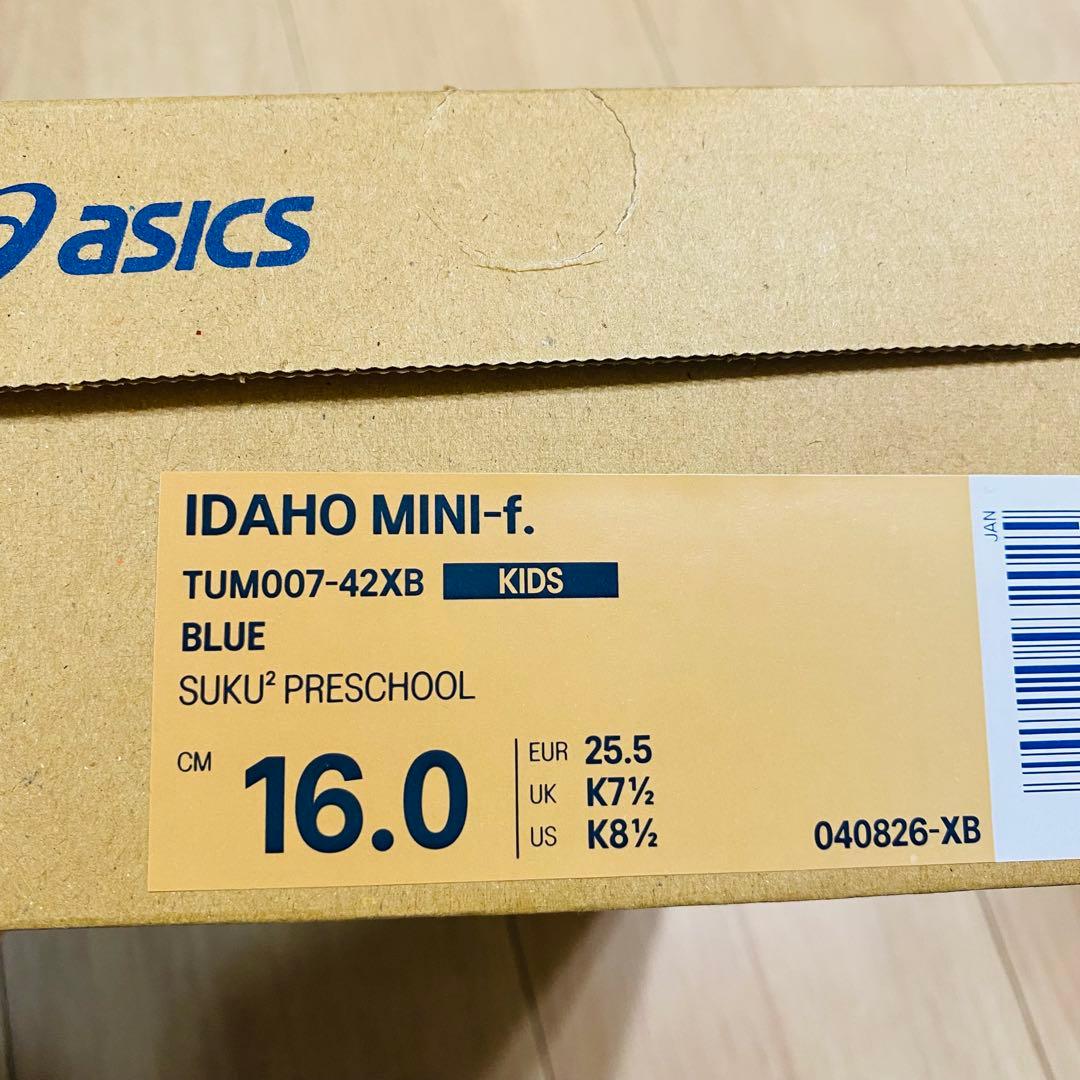 asics
IDAHO MINI-f.
TUM007-42XB KIDS
BLUE
SUKU² PRESCHOOL
CM 16.0
EUR 25.5
UK K7½
US K8½
040826-XB
JAN